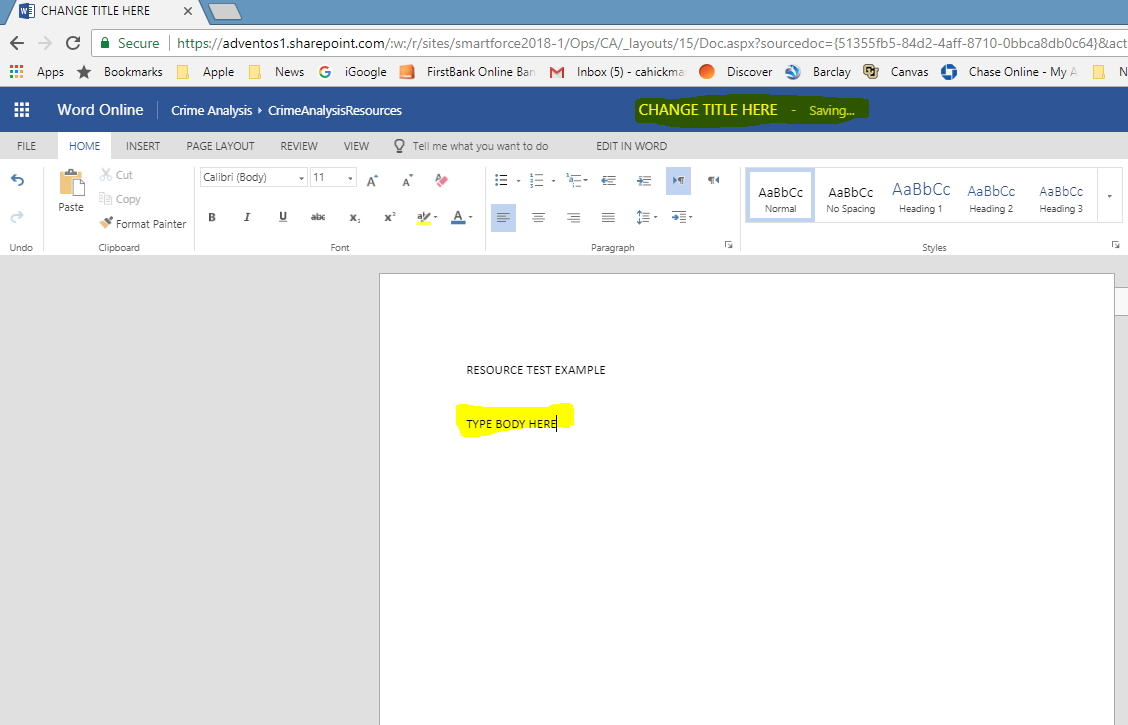 CHANGE TITLE HERE
Secure https://adventos1.sharepoint.com/:w:/r/sites/smartforce2018-1/Ops/CA/_layouts/15/Doc.aspx?sourcedoc={51355fb5-84d2-4aff-8710-0bbca8db0c64}&act
Apps Bookmarks Apple News iGoogle FirstBank Online Ban Inbox (5) - cahickma Discover Barclay Canvas Chase Online - My A N
Word Online Crime Analysis CrimeAnalysisResources CHANGE TITLE HERE - Saving...
FILE HOME INSERT PAGE LAYOUT REVIEW VIEW Tell me what you want to do EDIT IN WORD
Cut
Copy
Format Painter
Paste
Calibri (Body) 11
B I U abc x₂ x²
AaBbCc AaBbCc AaBbCc AaBbCc AaBbCc
Normal No Spacing Heading 1 Heading 2 Heading 3
Undo Clipboard Font Paragraph Styles
RESOURCE TEST EXAMPLE
TYPE BODY HERE